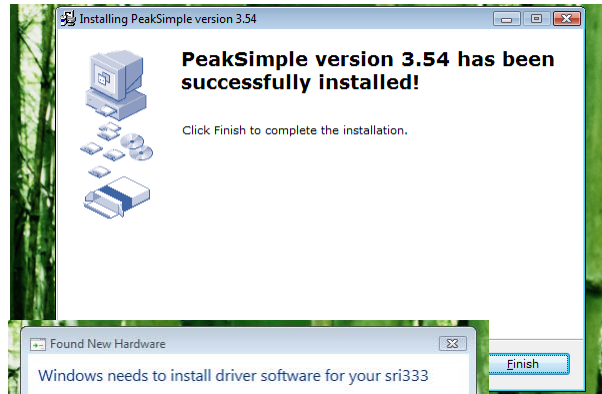 Installing PeakSimple version 3.54
PeakSimple version 3.54 has been
successfully installed!
Click Finish to complete the installation.
Finish
Found New Hardware
Windows needs to install driver software for your sri333